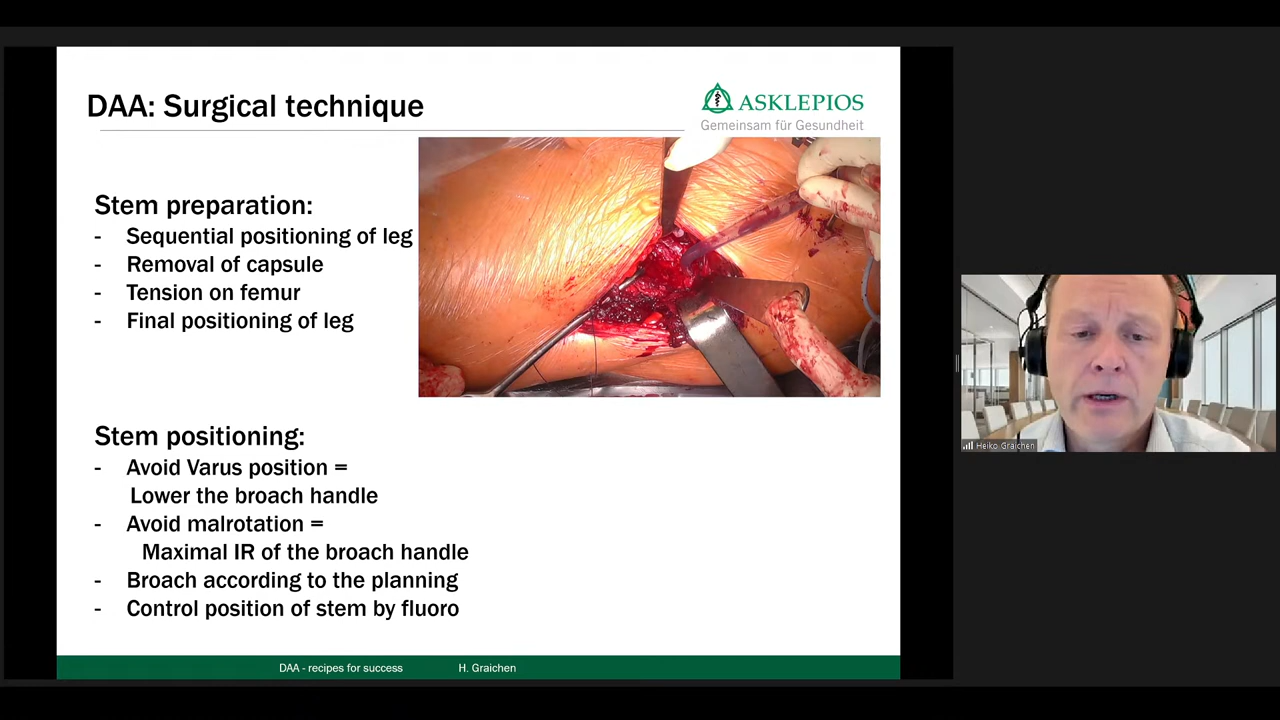 DAA: Surgical technique
ASKLEPIOS
Gemeinsam für Gesundheit
Stem preparation:
- Sequential positioning of leg
- Removal of capsule
- Tension on femur
- Final positioning of leg
Stem positioning:
- Avoid Varus position =
Lower the broach handle
- Avoid malrotation =
Maximal IR of the broach handle
- Broach according to the planning
- Control position of stem by fluoro
DAA - recipes for success H. Graichen
Heiko Graichen